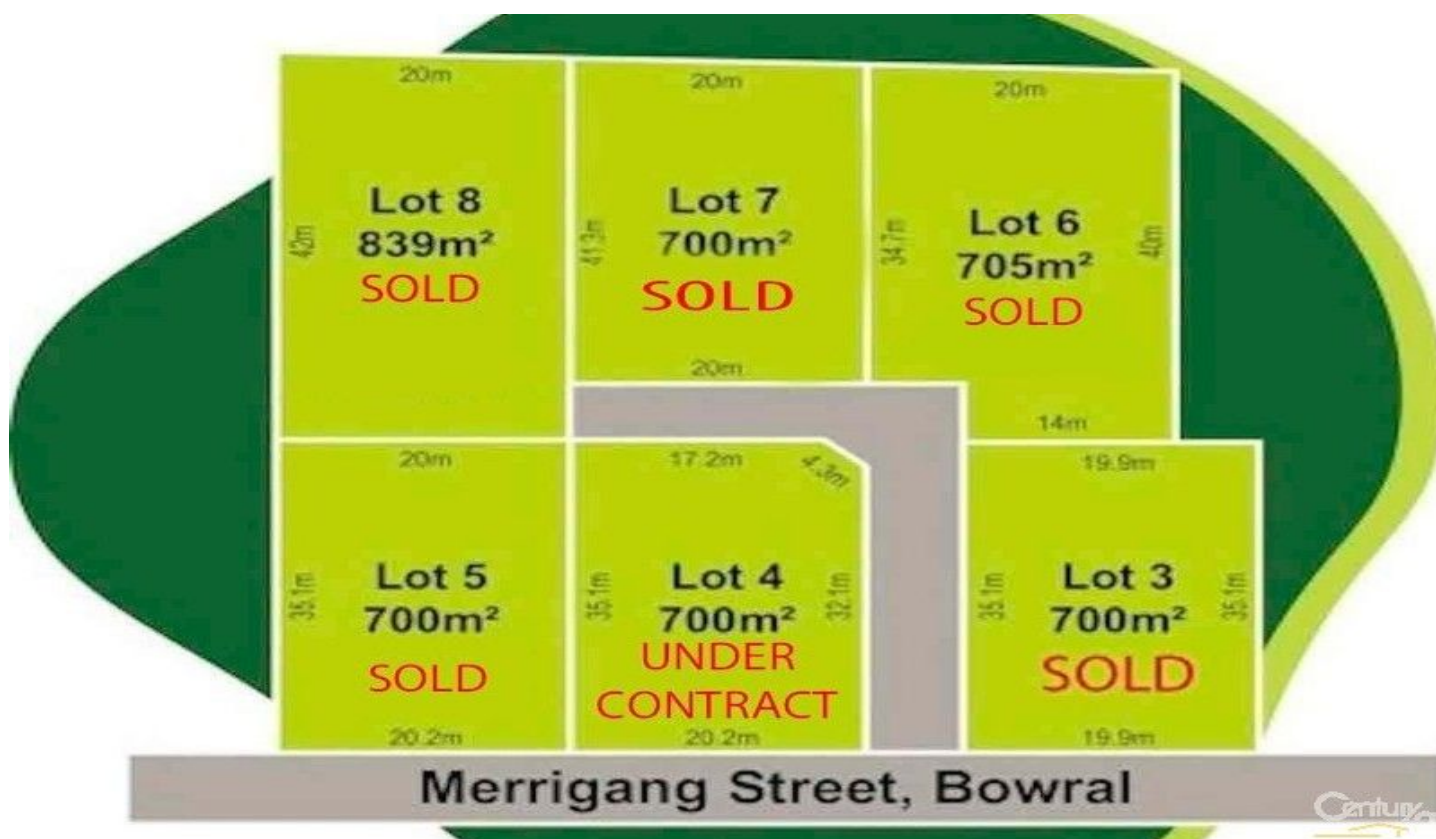 20m
20m
20m
Lot 8
839m²
SOLD
42m
Lot 7
700m²
SOLD
41.3m
20m
Lot 6
705m²
SOLD
34.7m
40m
14m
20m
Lot 5
700m²
SOLD
35.1m
20.2m
17.2m
4.3m
Lot 4
700m²
UNDER
CONTRACT
35.1m
32.1m
20.2m
19.9m
Lot 3
700m²
SOLD
35.1m
35.1m
19.9m
Merrigang Street, Bowral
Century